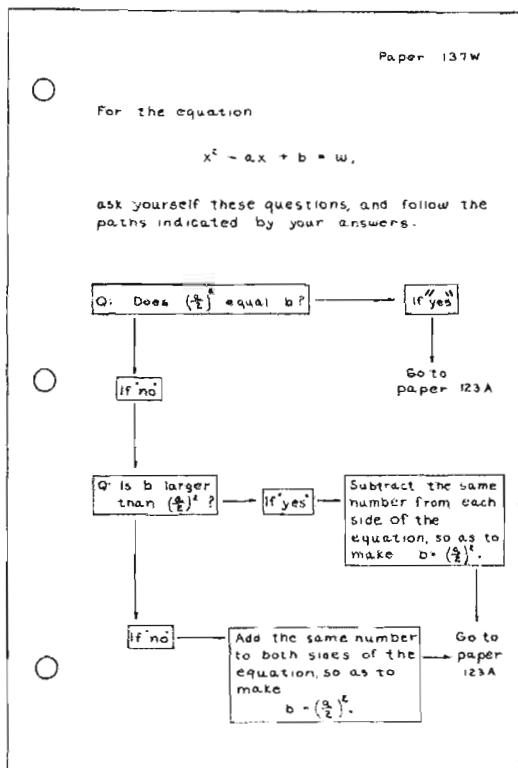 Paper 137W
For the equation
x² - ax + b = w,
ask yourself these questions, and follow the
paths indicated by your answers.
Q: Does (a/2)² equal b?
If "yes"
Go to
paper 123A
If "no"
Q: Is b larger
than (a/2)² ?
If "yes"
Subtract the same
number from each
side of the
equation, so as to
make b = (a/2)².
If "no"
Add the same number
to both sides of the
equation, so as to
make
b = (a/2)².
Go to
paper
123A